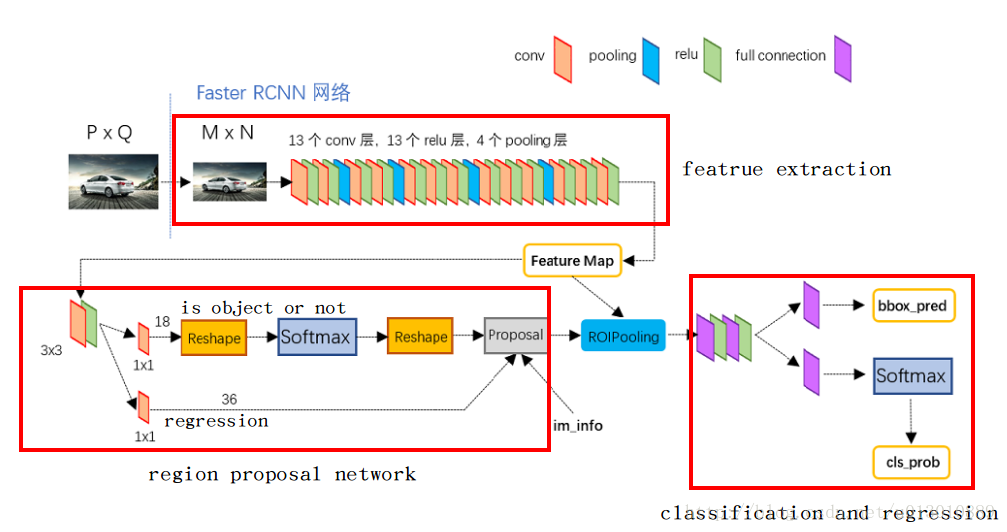 conv pooling relu full connection
Faster RCNN 网络
P x Q
M x N
13 个 conv 层，13 个 relu 层，4 个 pooling 层
featrue extraction
Feature Map
is object or not
18
Reshape
Softmax
Reshape
Proposal
ROIPooling
bbox_pred
3x3
1x1
36
regression
1x1
im_info
Softmax
cls_prob
region proposal network
classification and regression